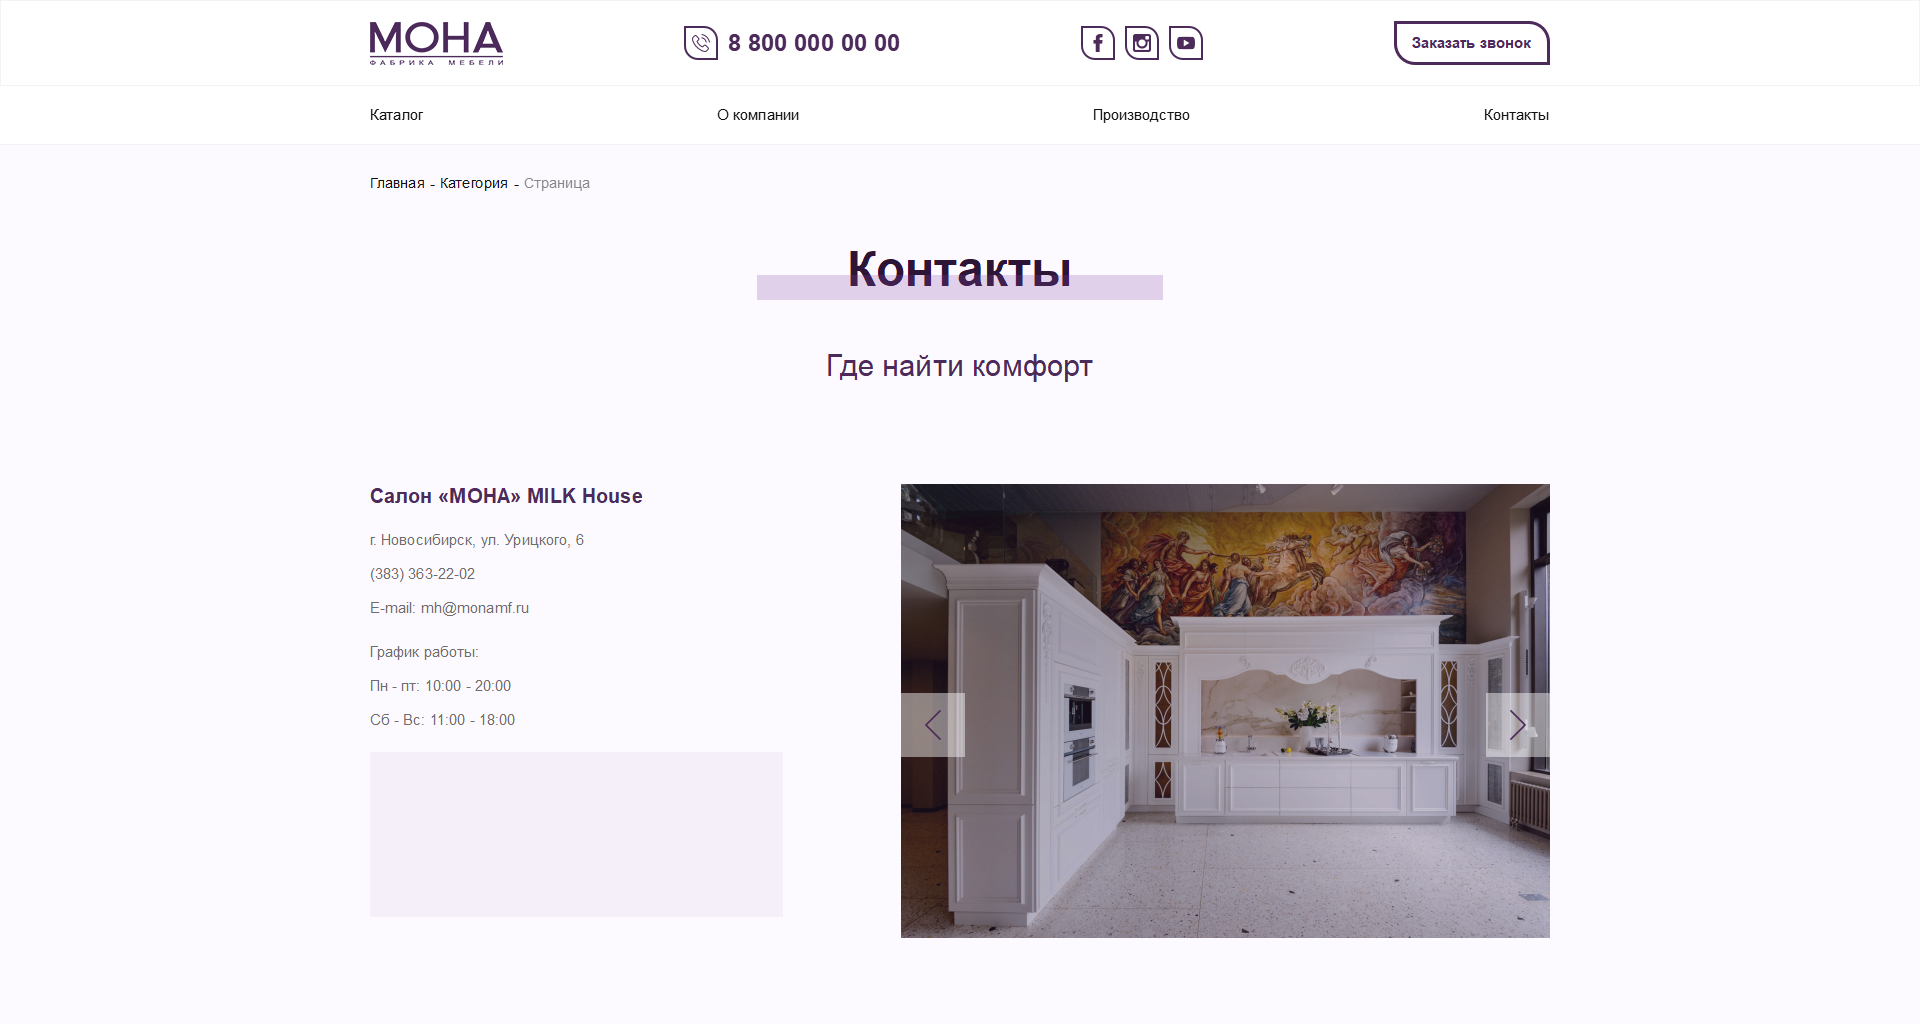 МОНА
ФАБРИКА МЕБЕЛИ
8 800 000 00 00
Заказать звонок
Каталог
О компании
Производство
Контакты
Главная - Категория - Страница
Контакты
Где найти комфорт
Салон «МОНА» MILK House
г. Новосибирск, ул. Урицкого, 6
(383) 363-22-02
E-mail: mh@monamf.ru
График работы:
Пн - пт: 10:00 - 20:00
Сб - Вс: 11:00 - 18:00